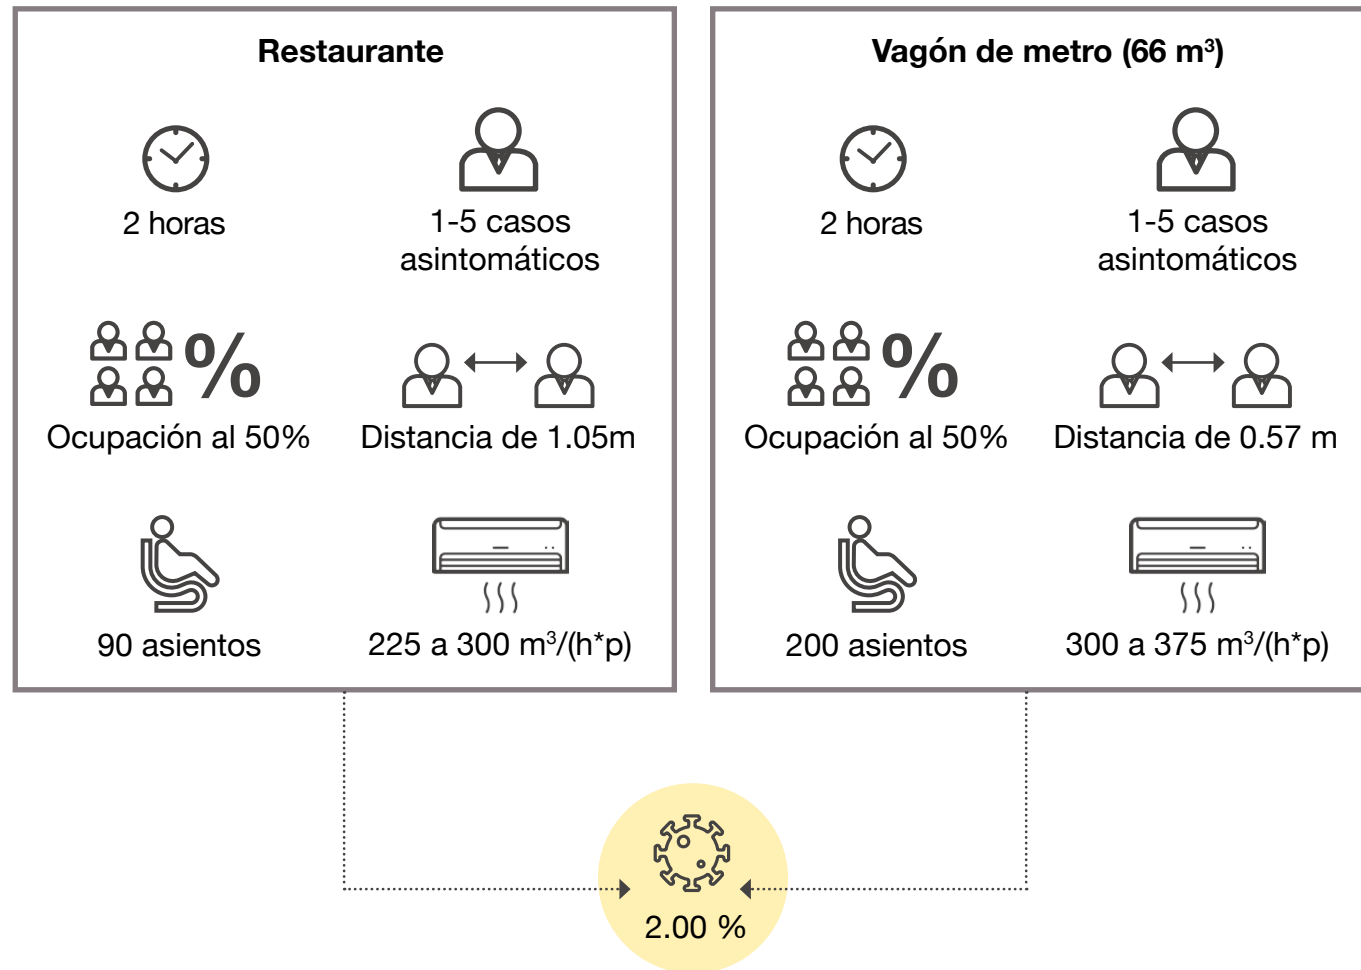 Restaurante
2 horas
1-5 casos
asintomáticos
%
Ocupación al 50%
Distancia de 1.05m
90 asientos
225 a 300 m³/(h*p)
Vagón de metro (66 m³)
2 horas
1-5 casos
asintomáticos
%
Ocupación al 50%
Distancia de 0.57 m
200 asientos
300 a 375 m³/(h*p)
2.00 %